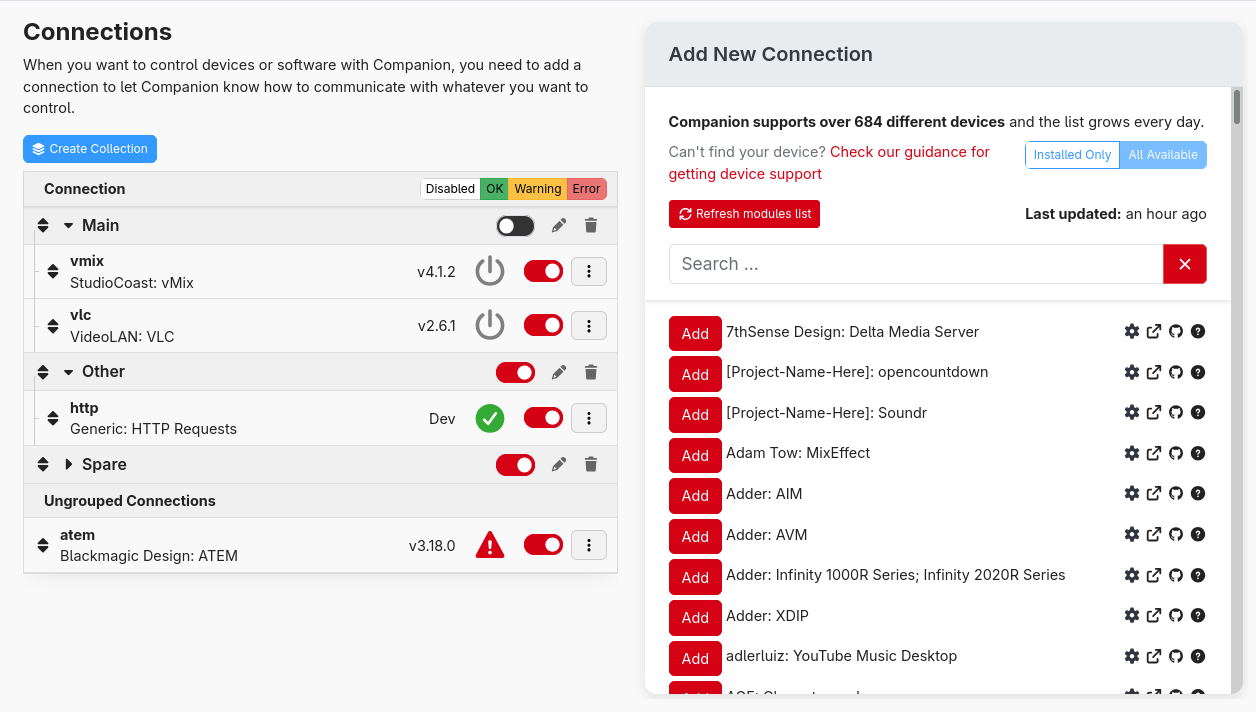 Connections
When you want to control devices or software with Companion, you need to add a
connection to let Companion know how to communicate with whatever you want to
control.
Create Collection
Connection Disabled OK Warning Error
Main
vmix
StudioCoast: vMix v4.1.2
vlc
VideoLAN: VLC v2.6.1
Other
http
Generic: HTTP Requests Dev
Spare
Ungrouped Connections
atem
Blackmagic Design: ATEM v3.18.0
Add New Connection
Companion supports over 684 different devices and the list grows every day.
Can't find your device? Check our guidance for
getting device support
Installed Only All Available
Refresh modules list Last updated: an hour ago
Search ...
Add 7thSense Design: Delta Media Server
Add [Project-Name-Here]: opencountdown
Add [Project-Name-Here]: Soundr
Add Adam Tow: MixEffect
Add Adder: AIM
Add Adder: AVM
Add Adder: Infinity 1000R Series; Infinity 2020R Series
Add Adder: XDIP
Add adlerluiz: YouTube Music Desktop